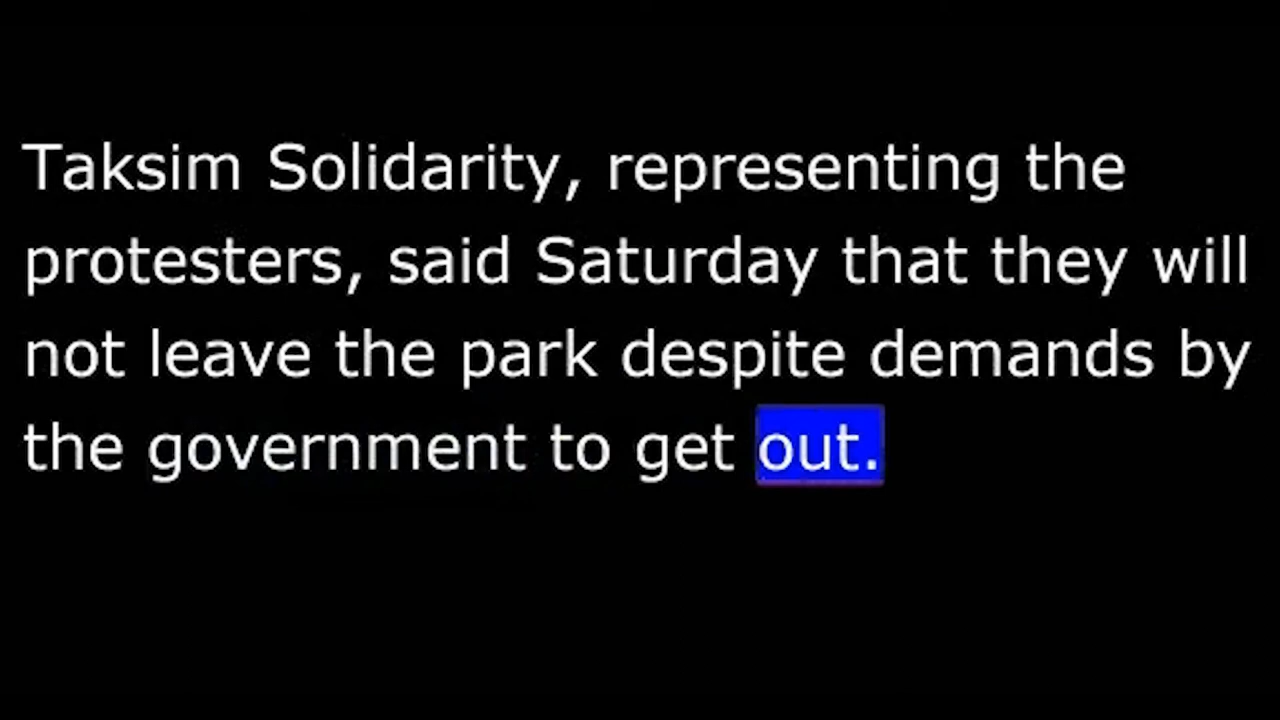 Taksim Solidarity, representing the
protesters, said Saturday that they will
not leave the park despite demands by
the government to get out.